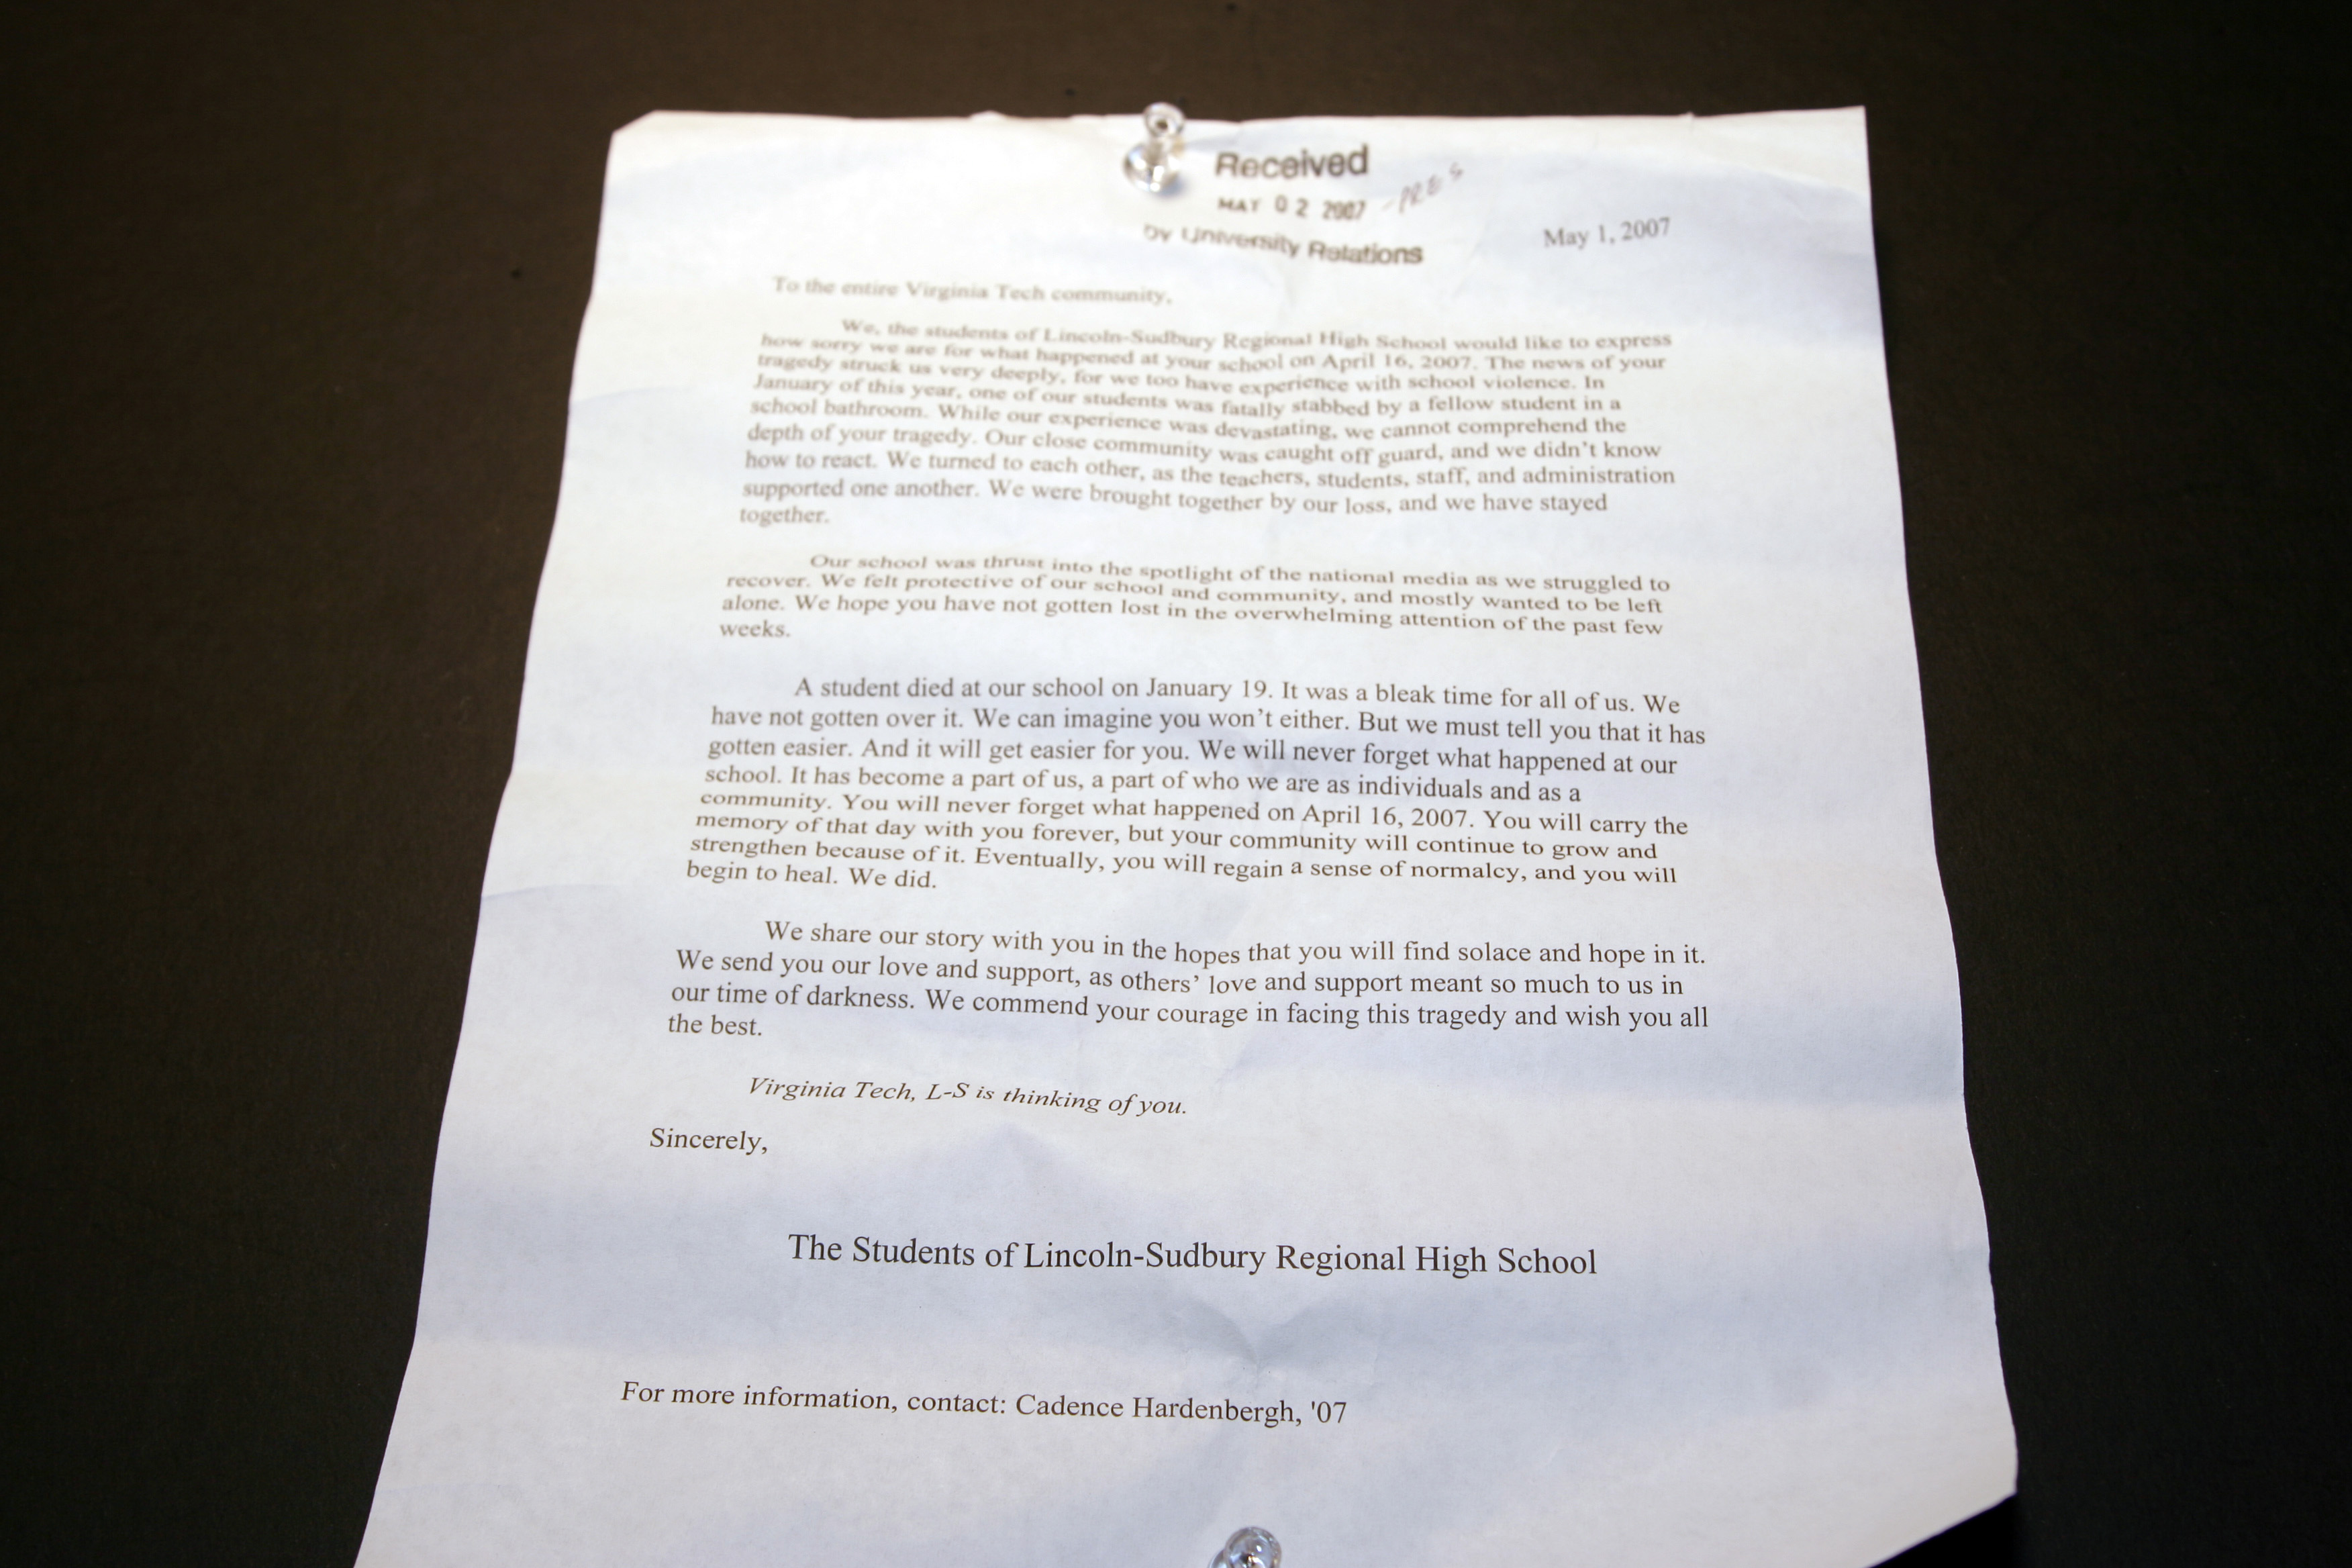 Received
MAY 02 2007 -PRES
by University Relations
May 1, 2007
To the entire Virginia Tech community,
We, the students of Lincoln-Sudbury Regional High School would like to express
how sorry we are for what happened at your school on April 16, 2007. The news of your
tragedy struck us very deeply, for we too have experience with school violence. In
January of this year, one of our students was fatally stabbed by a fellow student in a
school bathroom. While our experience was devastating, we cannot comprehend the
depth of your tragedy. Our close community was caught off guard, and we didn't know
how to react. We turned to each other, as the teachers, students, staff, and administration
supported one another. We were brought together by our loss, and we have stayed
together.
Our school was thrust into the spotlight of the national media as we struggled to
recover. We felt protective of our school and community, and mostly wanted to be left
alone. We hope you have not gotten lost in the overwhelming attention of the past few
weeks.
A student died at our school on January 19. It was a bleak time for all of us. We
have not gotten over it. We can imagine you won't either. But we must tell you that it has
gotten easier. And it will get easier for you. We will never forget what happened at our
school. It has become a part of us, a part of who we are as individuals and as a
community. You will never forget what happened on April 16, 2007. You will carry the
memory of that day with you forever, but your community will continue to grow and
strengthen because of it. Eventually, you will regain a sense of normalcy, and you will
begin to heal. We did.
We share our story with you in the hopes that you will find solace and hope in it.
We send you our love and support, as others' love and support meant so much to us in
our time of darkness. We commend your courage in facing this tragedy and wish you all
the best.
Virginia Tech, L-S is thinking of you.
Sincerely,
The Students of Lincoln-Sudbury Regional High School
For more information, contact: Cadence Hardenbergh, '07